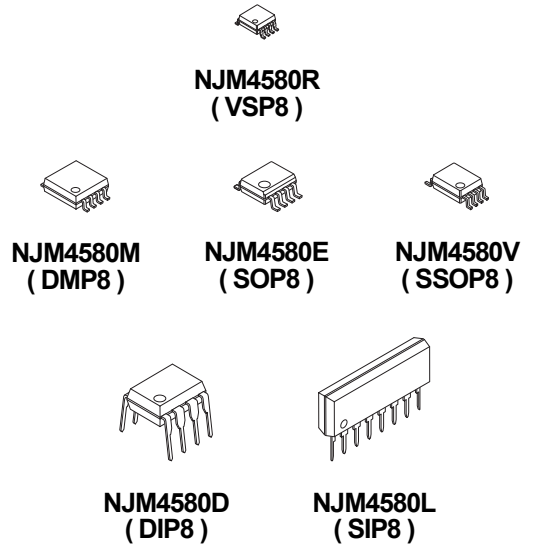 NJM4580R
( VSP8 )
NJM4580M
( DMP8 )
NJM4580E
( SOP8 )
NJM4580V
( SSOP8 )
NJM4580D
( DIP8 )
NJM4580L
( SIP8 )